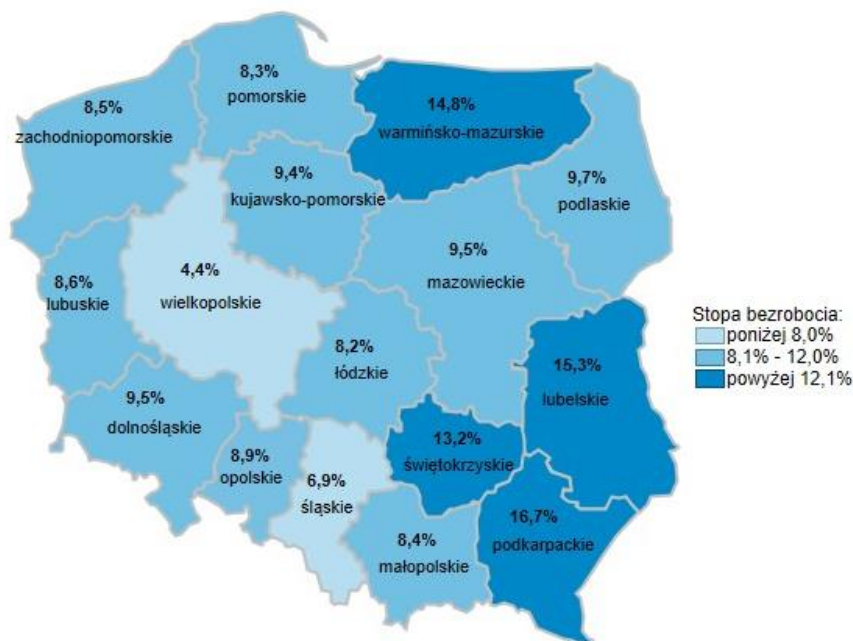 8,3%
pomorskie
8,5%
zachodniopomorskie
14,8%
warmińsko-mazurskie
9,4%
kujawsko-pomorskie
9,7%
podlaskie
4,4%
wielkopolskie
9,5%
mazowieckie
8,6%
lubuskie
8,2%
łódzkie
15,3%
lubelskie
9,5%
dolnośląskie
8,9%
opolskie
6,9%
śląskie
13,2%
świętokrzyskie
8,4%
małopolskie
16,7%
podkarpackie
Stopa bezrobocia:
poniżej 8,0%
8,1% - 12,0%
powyżej 12,1%